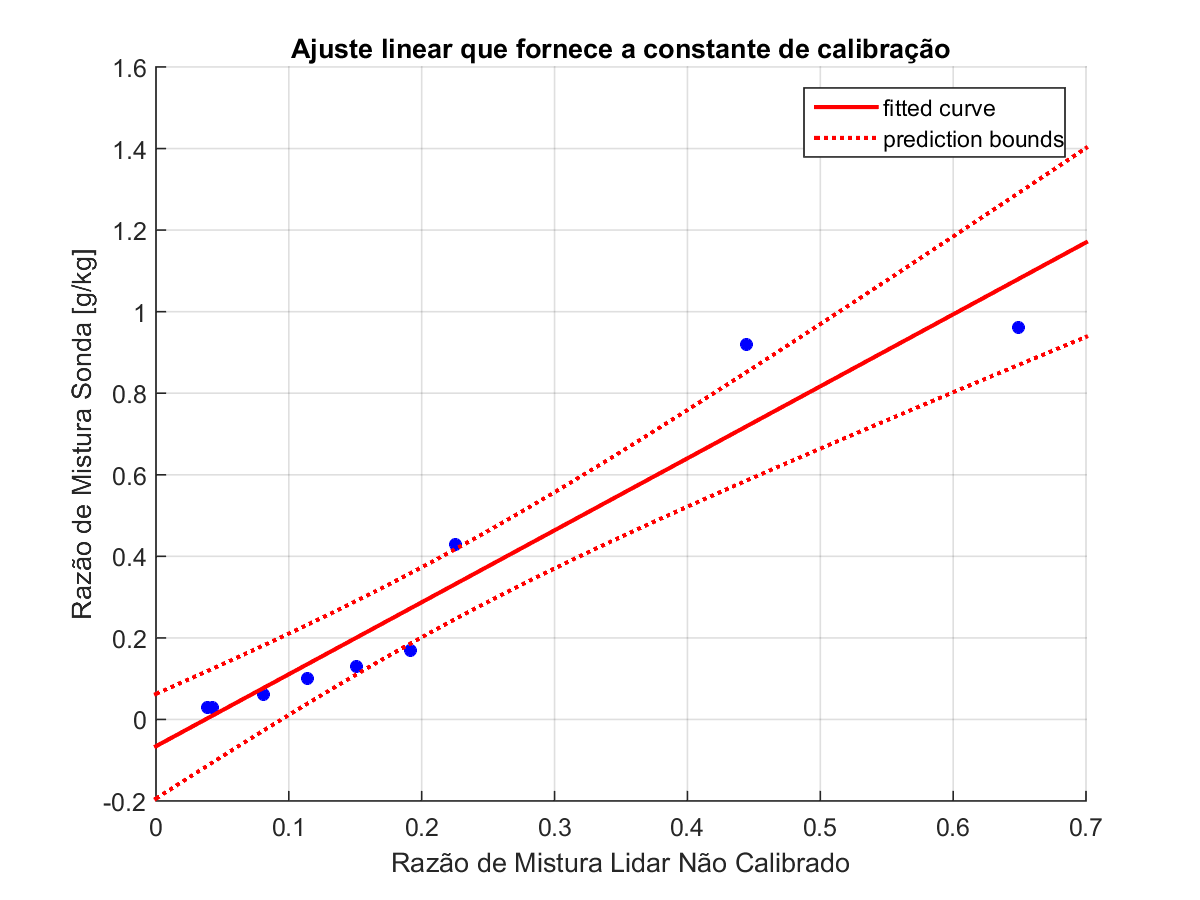 Ajuste linear que fornece a constante de calibração
fitted curve
prediction bounds
Razão de Mistura Sonda [g/kg]
1.6
1.4
1.2
1
0.8
0.6
0.4
0.2
0
-0.2
0 0.1 0.2 0.3 0.4 0.5 0.6 0.7
Razão de Mistura Lidar Não Calibrado